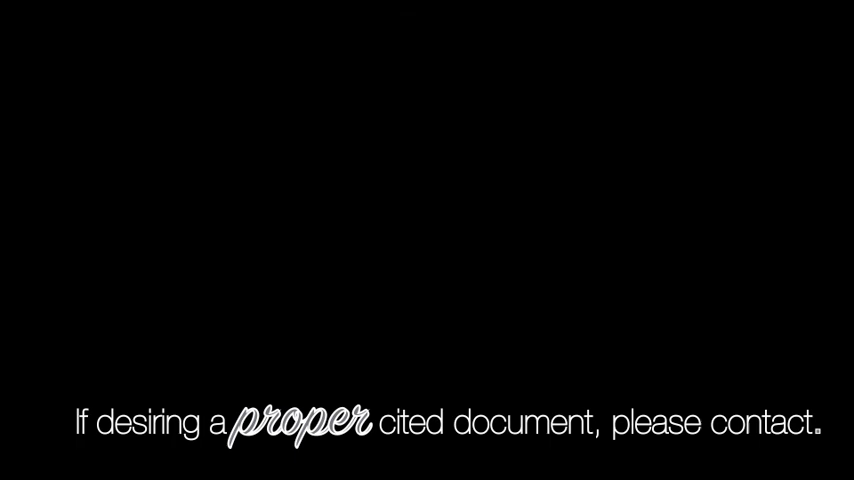 If desiring a proper cited document, please contact.